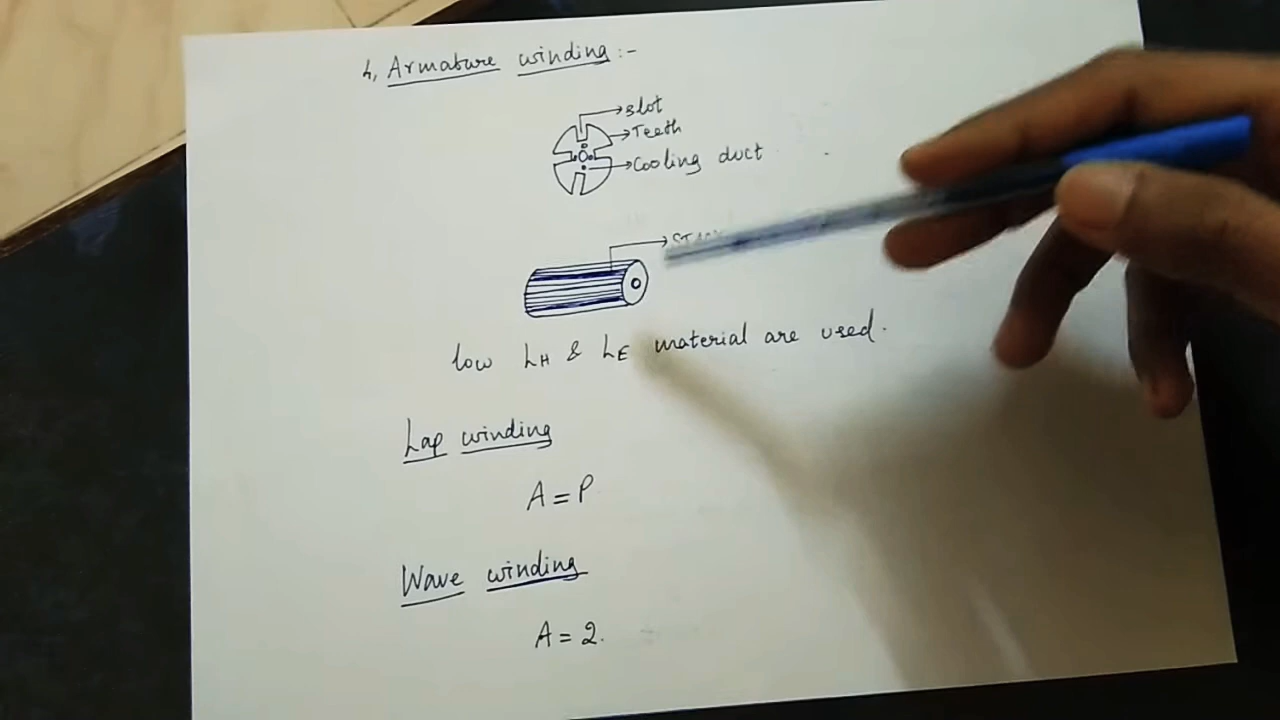 4, Armature winding :-
Slot
Teeth
Cooling duct
low LH & LE material are used.
Lap winding
A = P
Wave winding
A = 2.